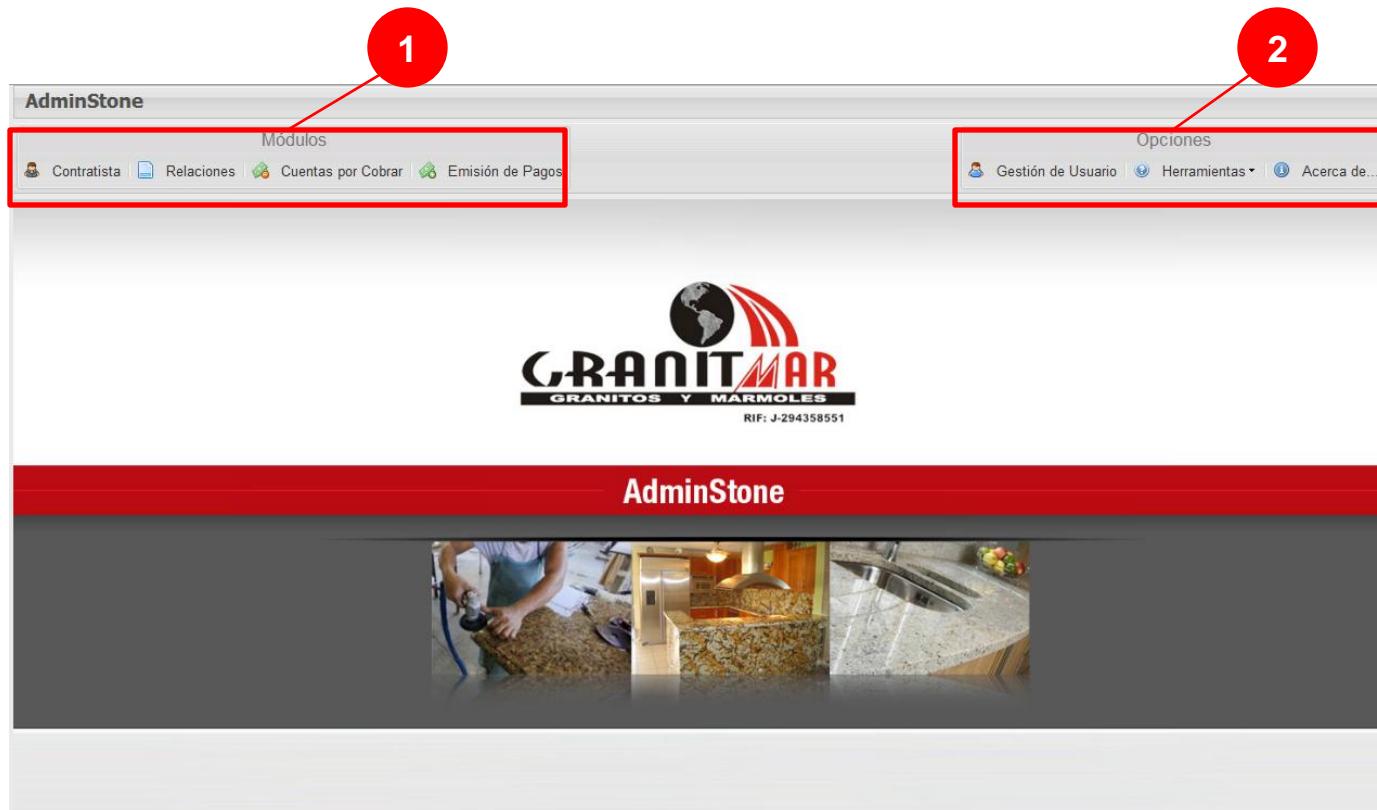 1
2
AdminStone
Módulos
Opciones
Contratista Relaciones Cuentas por Cobrar Emisión de Pagos
Gestión de Usuario Herramientas Acerca de...
GRANITMAR
GRANITOS Y MARMOLES
RIF: J-294358551
AdminStone